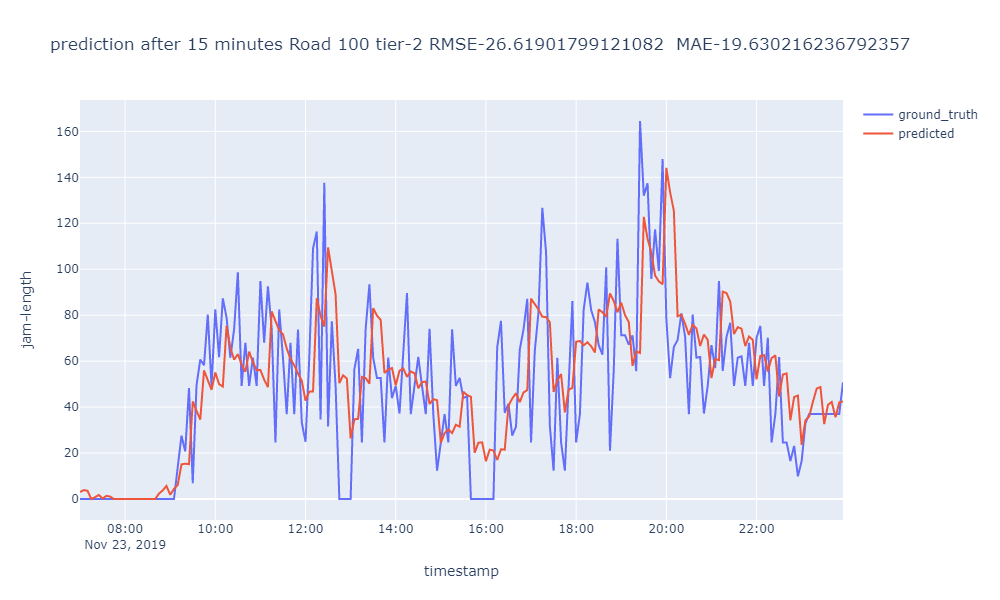 prediction after 15 minutes Road 100 tier-2 RMSE-26.61901799121082  MAE-19.630216236792357
ground_truth
predicted
160
140
120
100
80
60
40
20
0
jam-length
08:00 10:00 12:00 14:00 16:00 18:00 20:00 22:00
Nov 23, 2019
timestamp